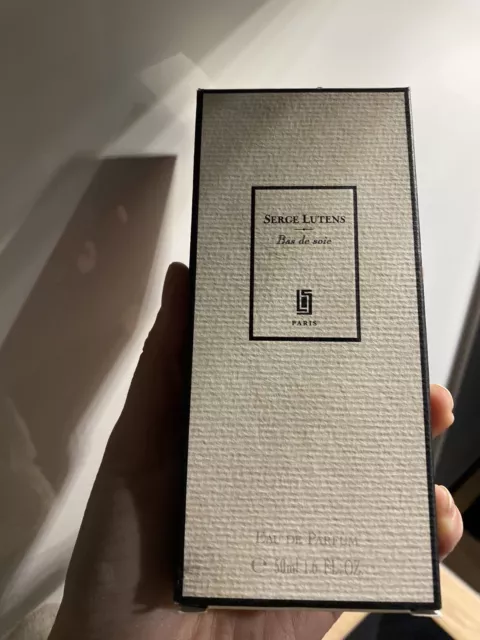 SERGE LUTENS
Bas de soie
PARIS
EAU DE PARFUM
℮ 50ml 1.6 FL.OZ.